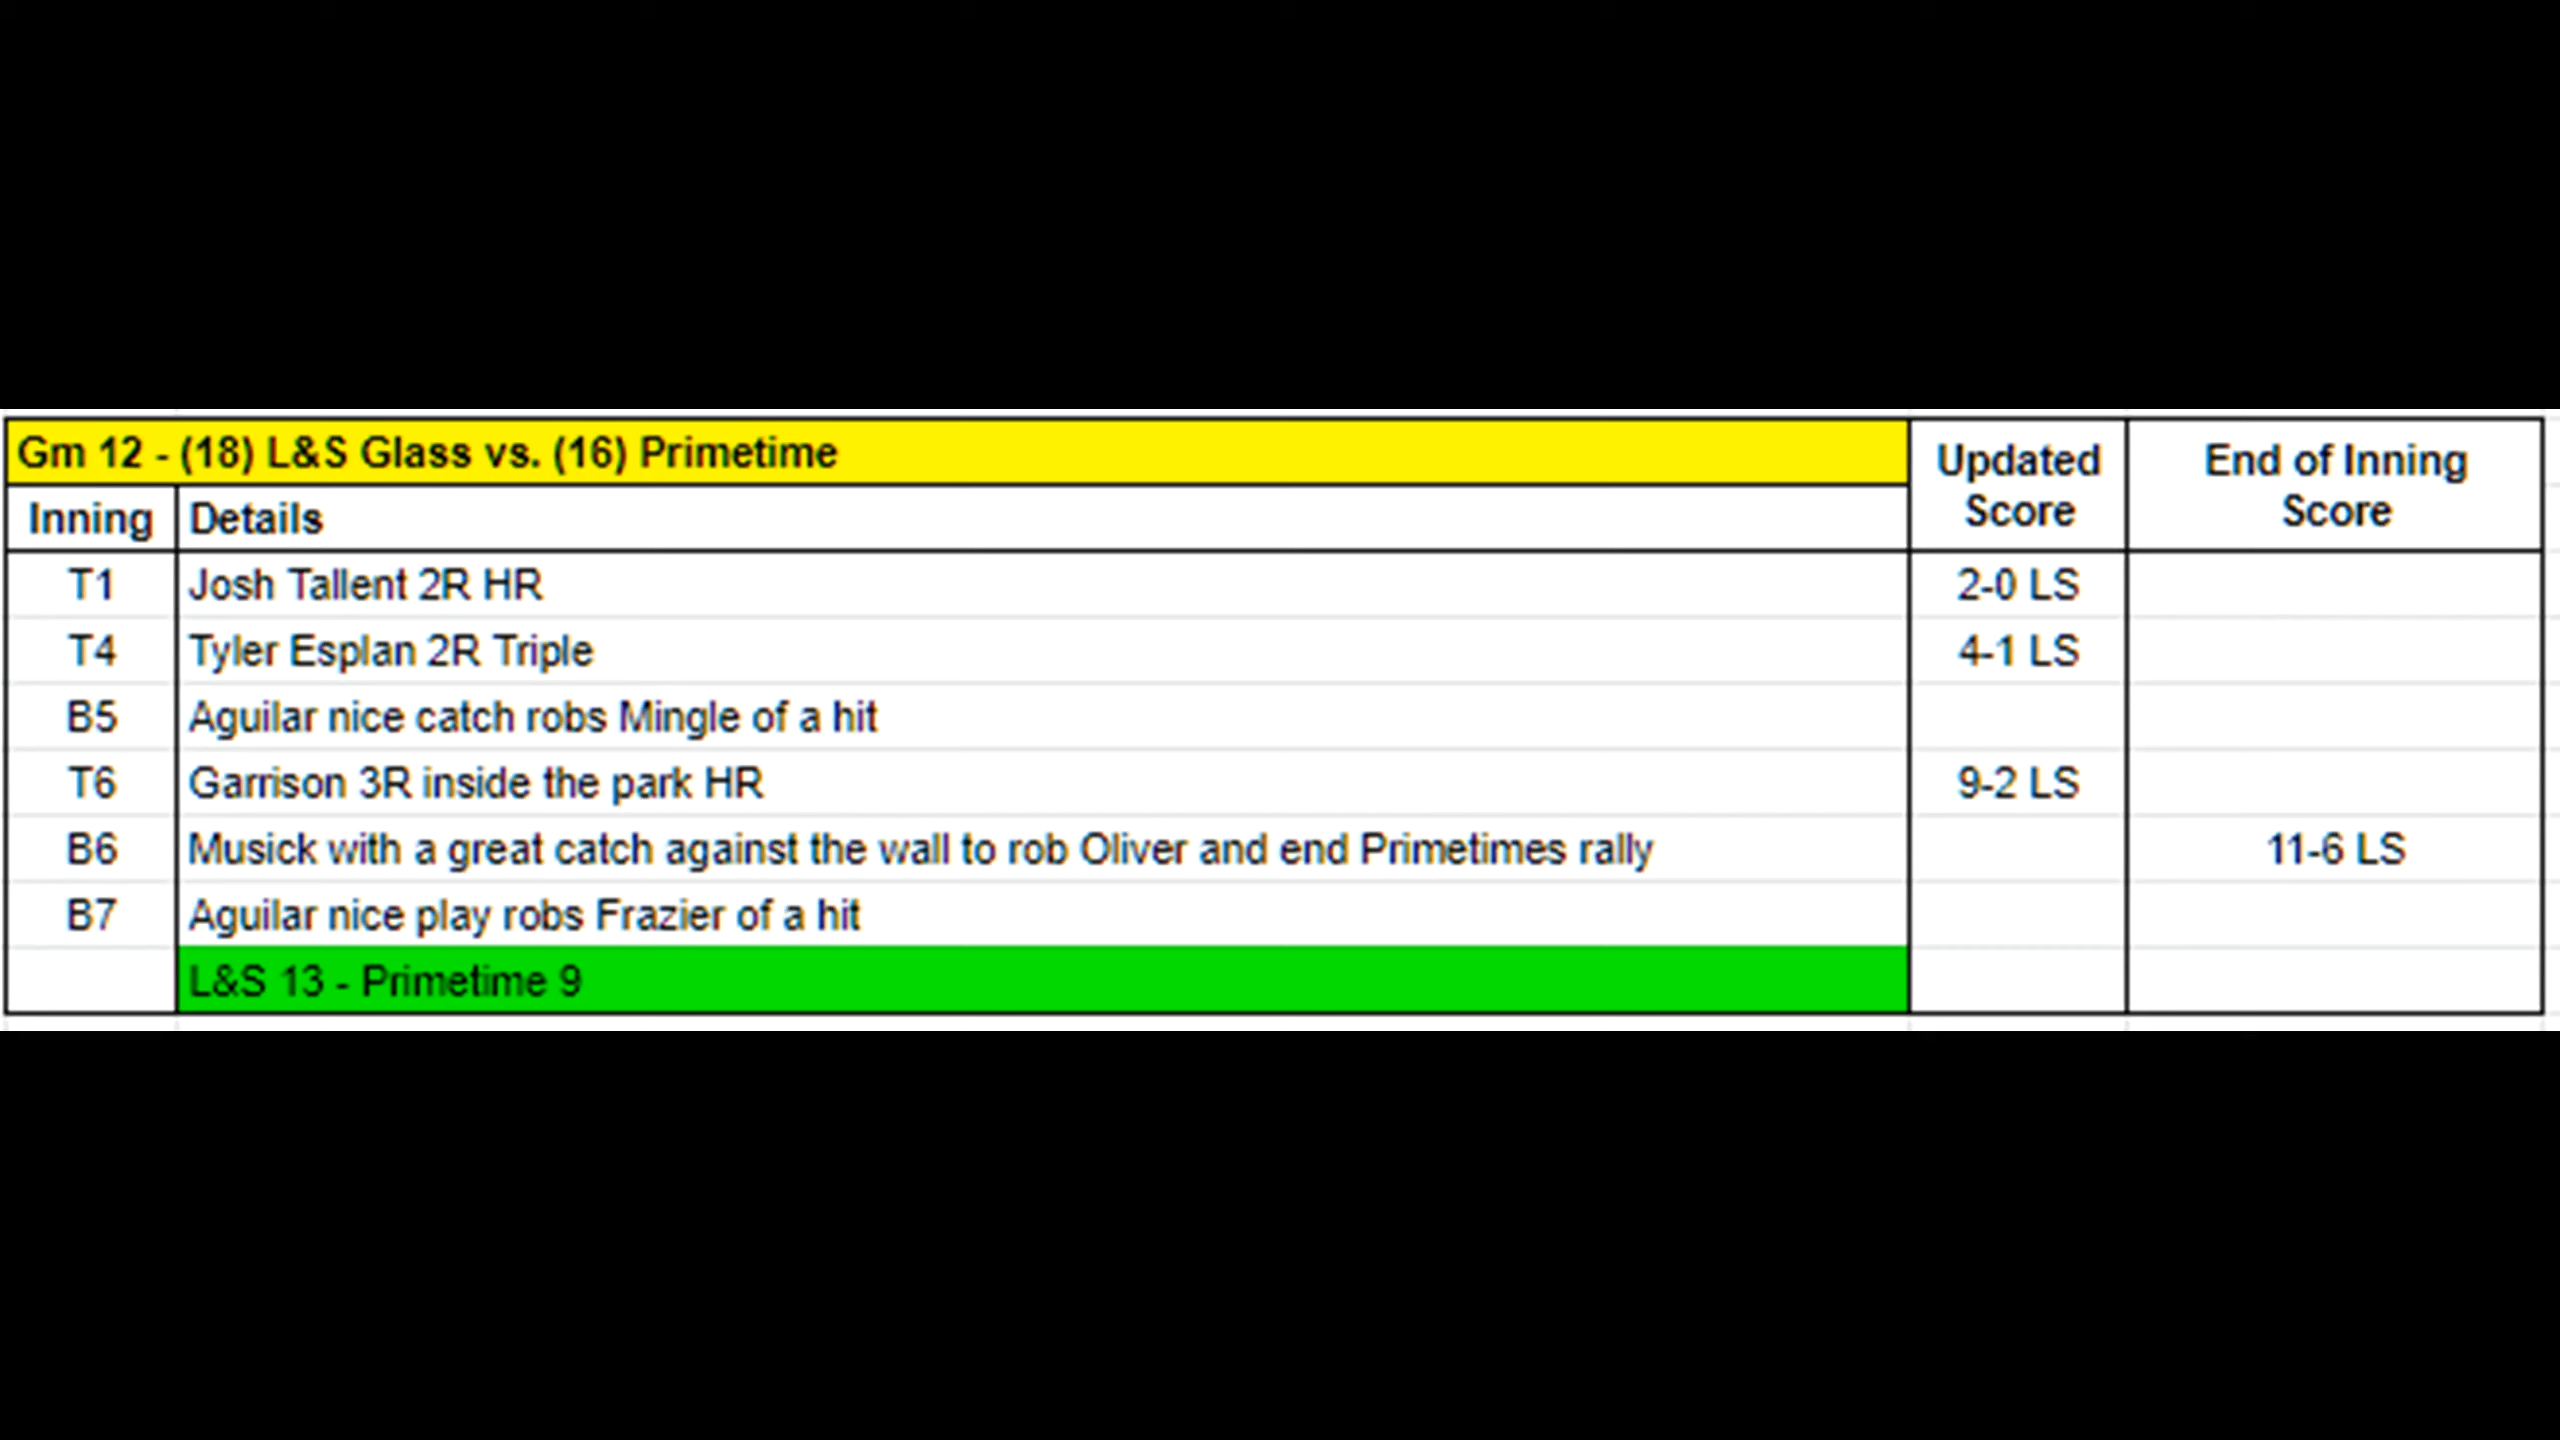 Gm 12 - (18) L&S Glass vs. (16) Primetime
Updated Score
End of Inning Score
Inning Details
T1 Josh Tallent 2R HR 2-0 LS
T4 Tyler Esplan 2R Triple 4-1 LS
B5 Aguilar nice catch robs Mingle of a hit
T6 Garrison 3R inside the park HR 9-2 LS
B6 Musick with a great catch against the wall to rob Oliver and end Primetimes rally 11-6 LS
B7 Aguilar nice play robs Frazier of a hit
L&S 13 - Primetime 9